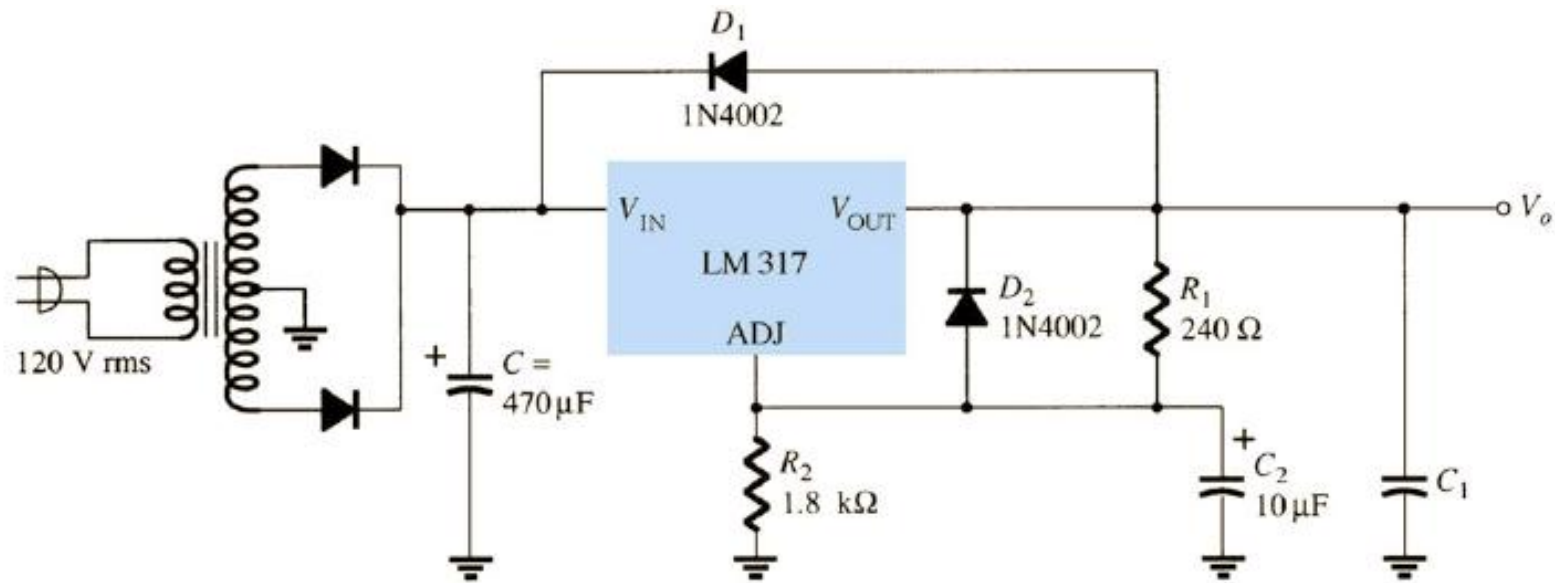 D1
1N4002
VIN
VOUT
LM 317
ADJ
D2
1N4002
R1
240 Ω
Vo
120 V rms
+
C =
470 µF
R2
1.8 kΩ
+
C2
10 µF
C1